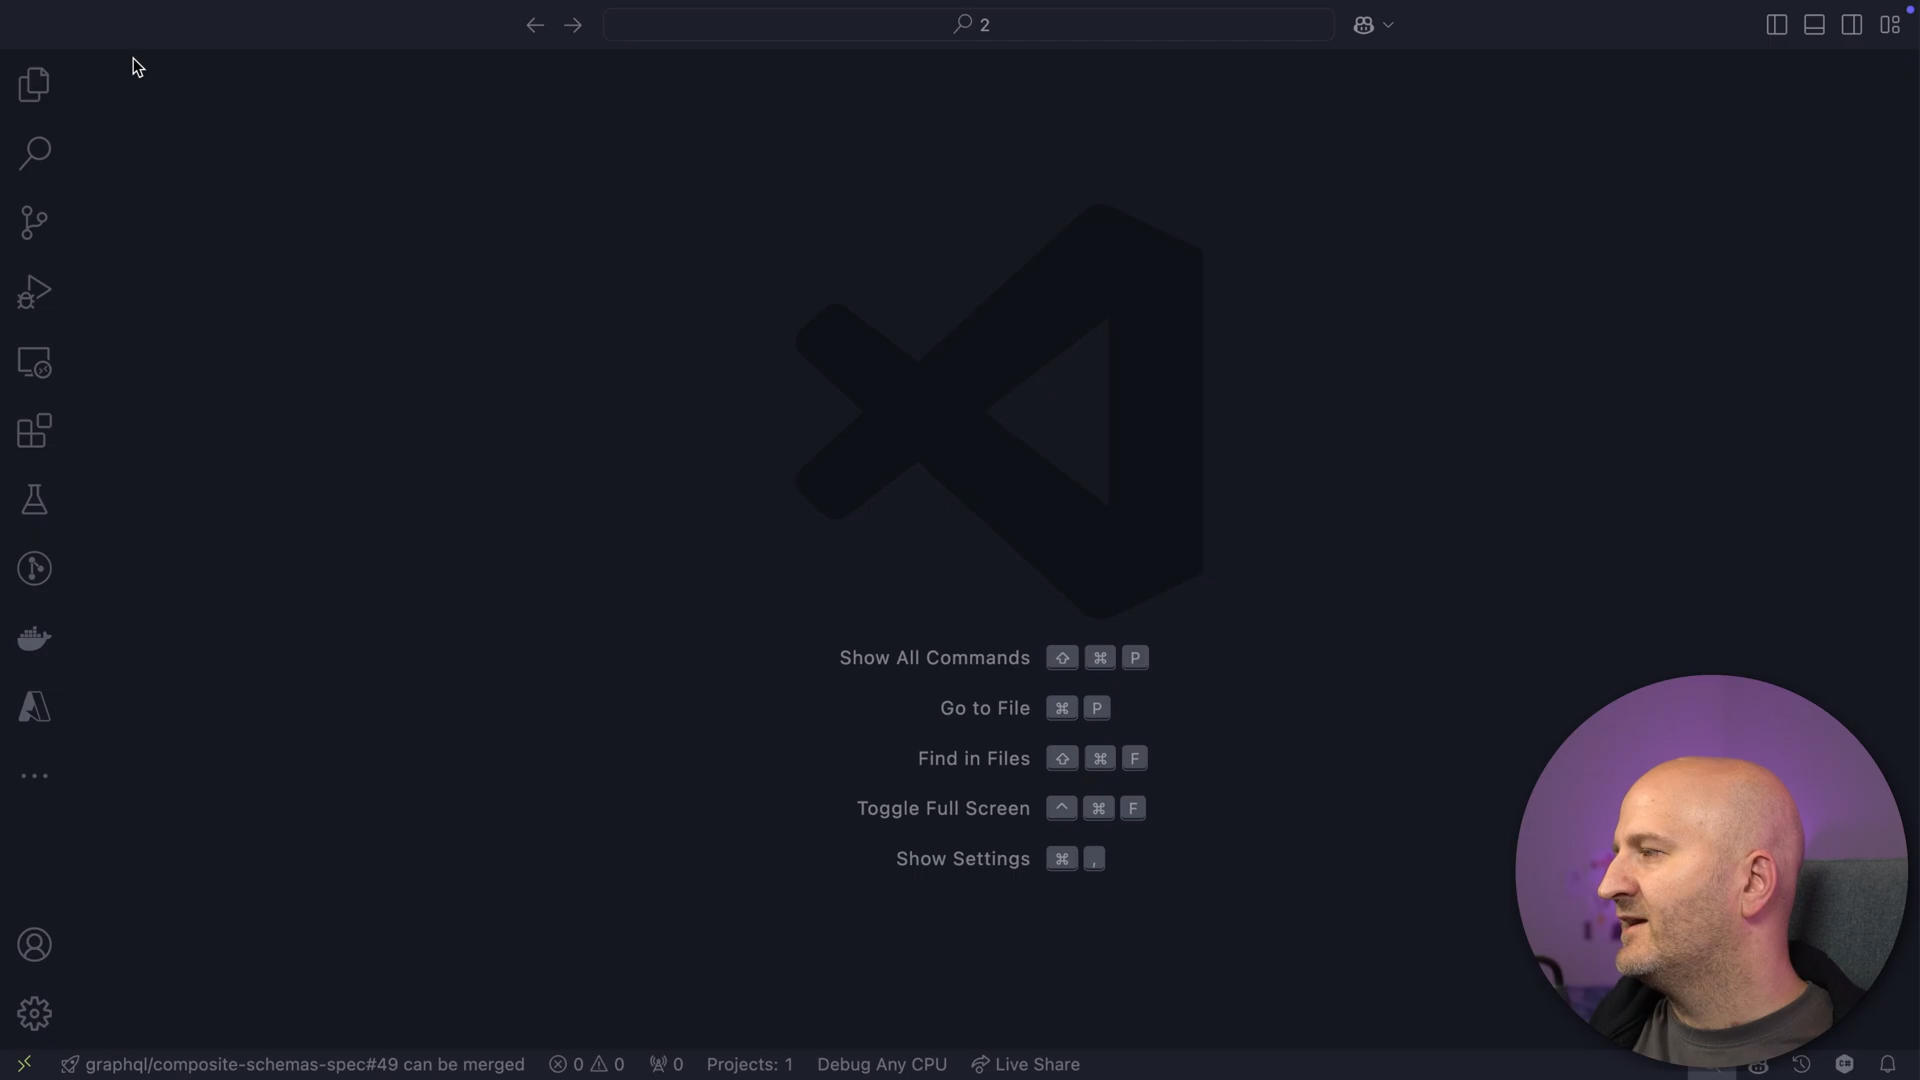 2
Show All Commands ⇧ ⌘ P
Go to File ⌘ P
Find in Files ⇧ ⌘ F
Toggle Full Screen ^ ⌘ F
Show Settings ⌘ ,
graphql/composite-schemas-spec#49 can be merged 0 0 0 Projects: 1 Debug Any CPU Live Share